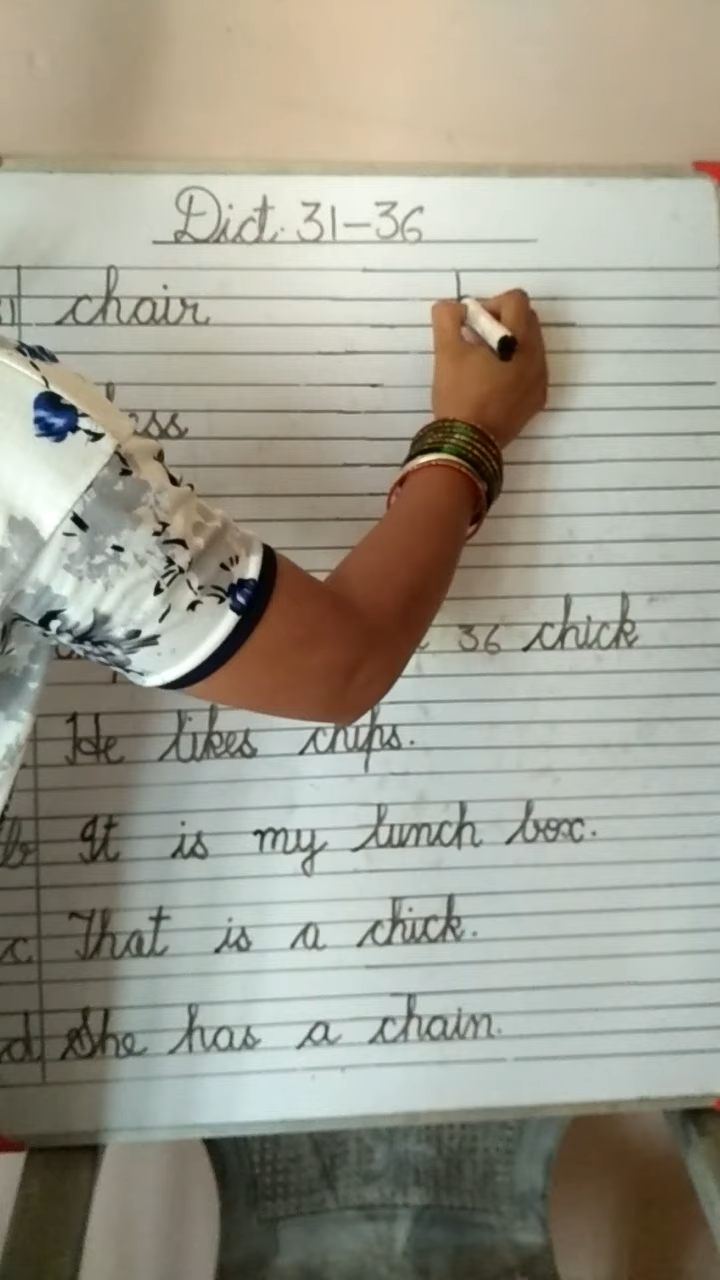 Dict. 31-36
chair
36 chick
He likes chips.
It is my lunch box.
c That is a chick.
d She has a chain.